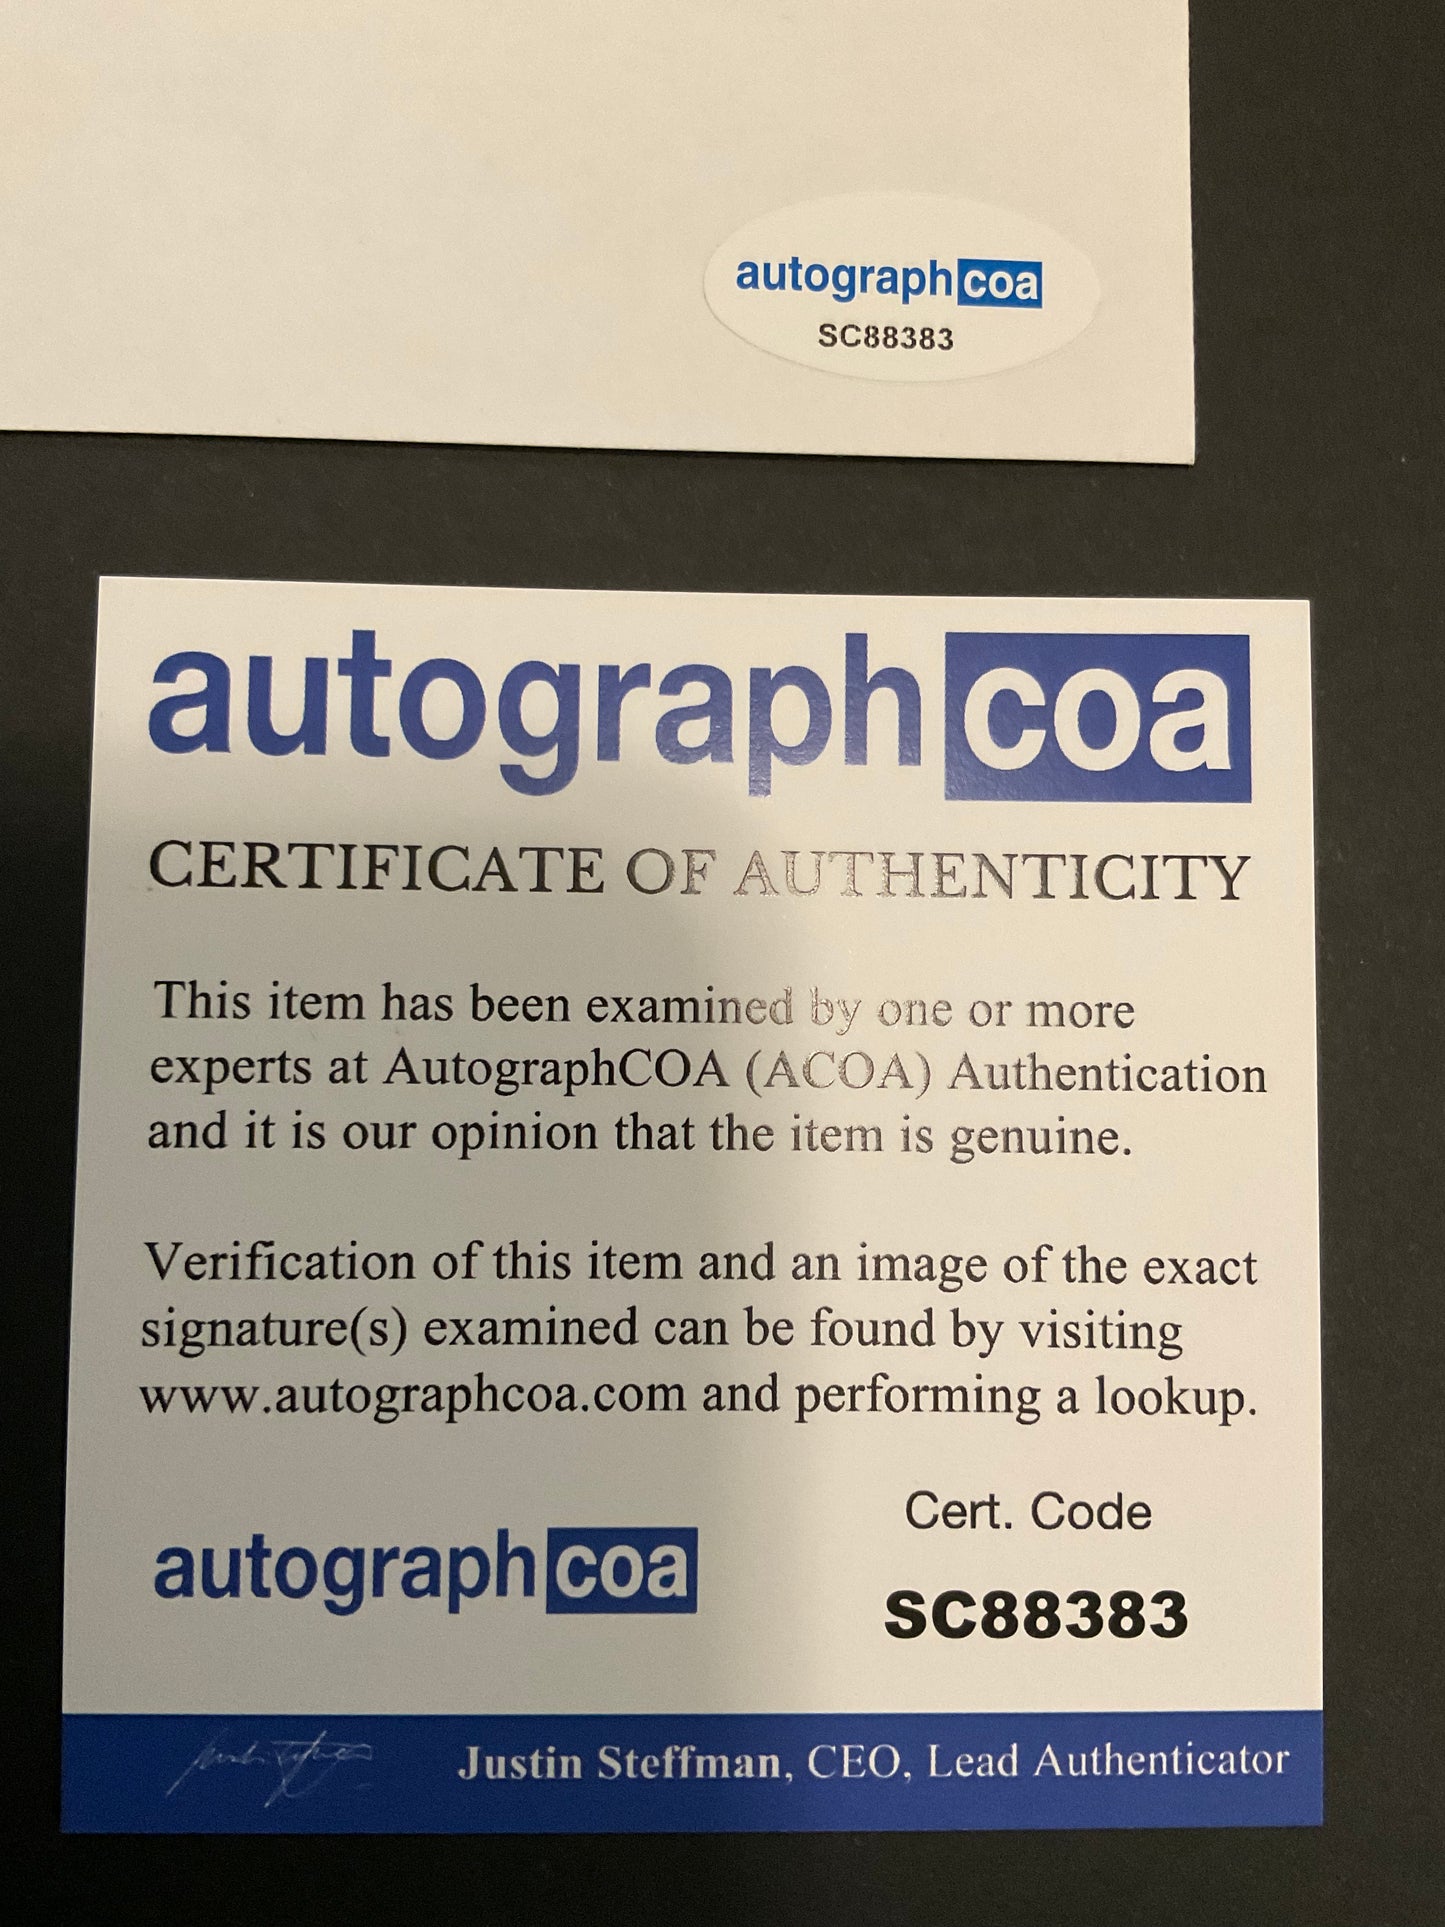 autographcoa
SC88383
autographcoa
CERTIFICATE OF AUTHENTICITY
This item has been examined by one or more
experts at AutographCOA (ACOA) Authentication
and it is our opinion that the item is genuine.
Verification of this item and an image of the exact
signature(s) examined can be found by visiting
www.autographcoa.com and performing a lookup.
Cert. Code
autographcoa
SC88383
Justin Steffman, CEO, Lead Authenticator